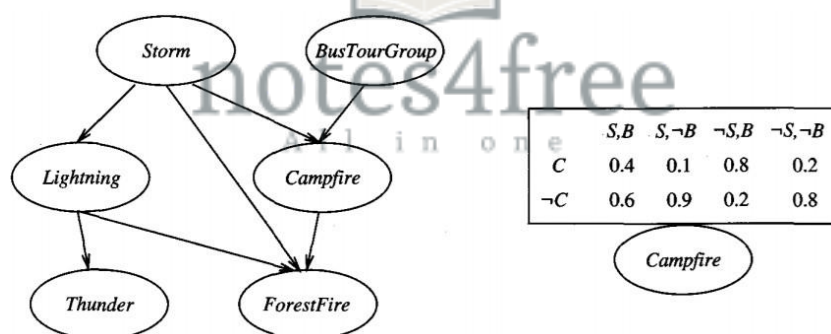 Storm
BusTourGroup
notes4free
All in one
Lightning
Campfire
Thunder
ForestFire
S,B S,¬B ¬S,B ¬S,¬B
C 0.4 0.1 0.8 0.2
¬C 0.6 0.9 0.2 0.8
Campfire